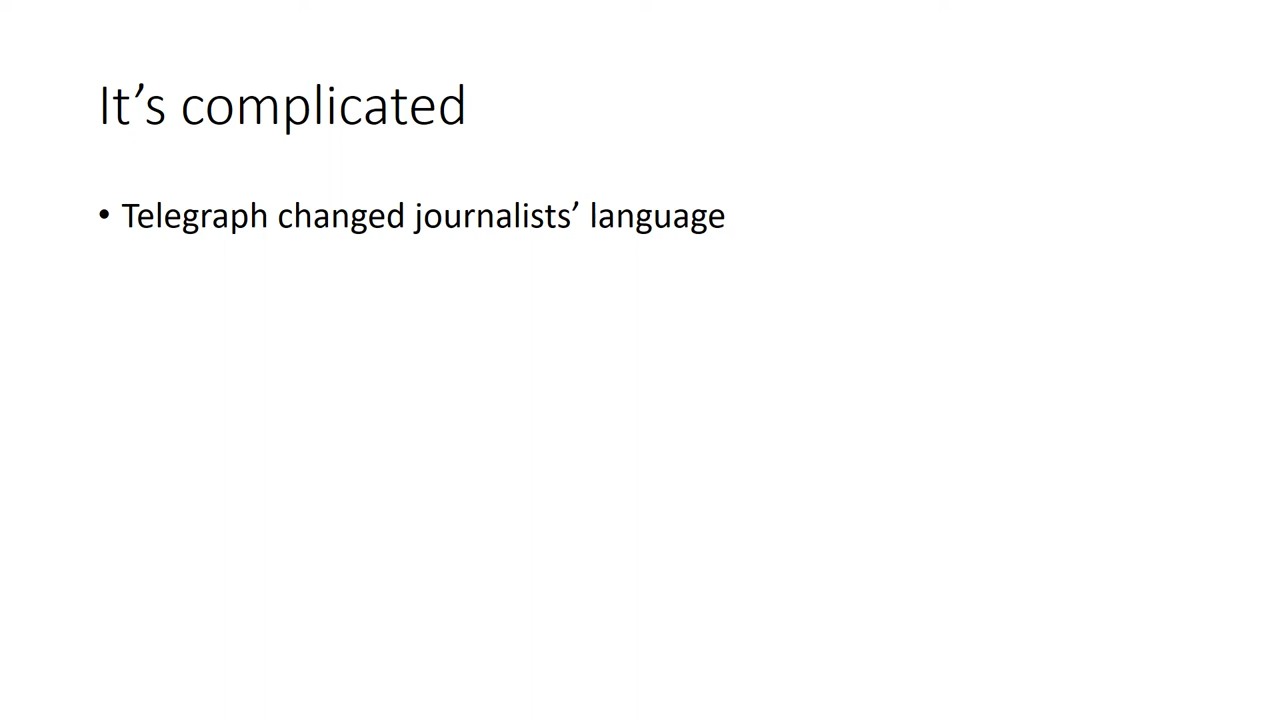 It’s complicated
• Telegraph changed journalists’ language